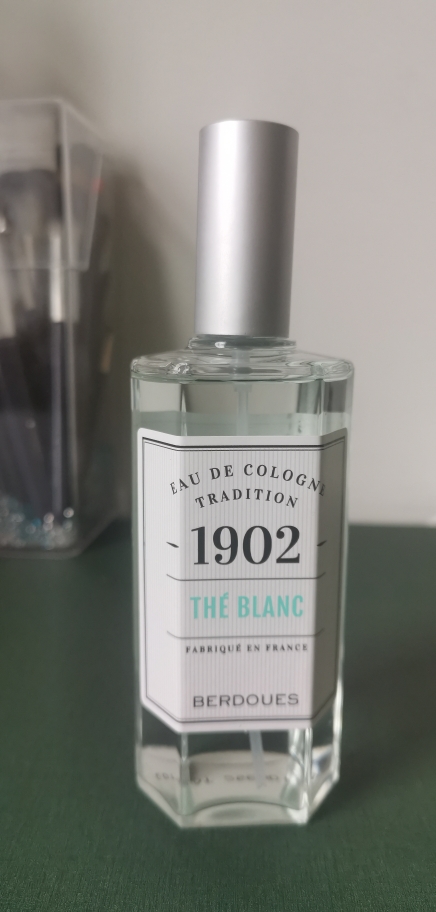 EAU DE COLOGNE
TRADITION
1902
THÉ BLANC
FABRIQUÉ EN FRANCE
BERDOUES